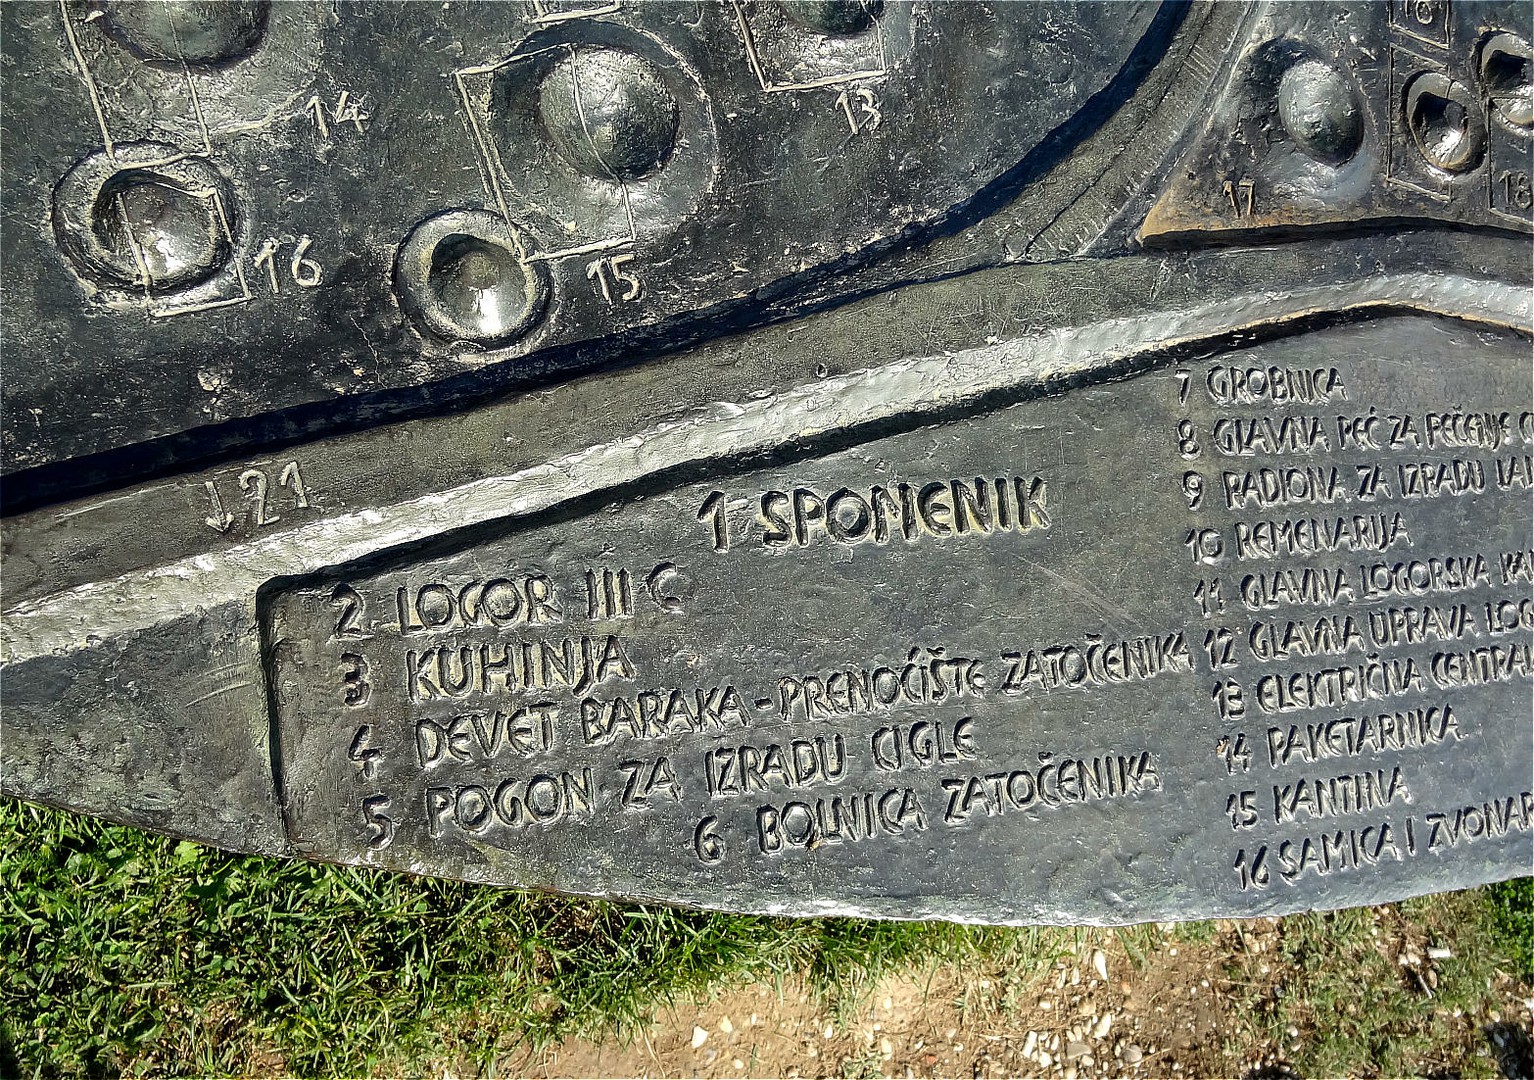 14
13
16
15
17
18
21
1 SPOMENIK
2 LOGOR III C
3 KUHINJA
4 DEVET BARAKA - PRENOĆIŠTE ZATOČENIKA
5 POGON ZA IZRADU CIGLE
6 BOLNICA ZATOČENIKA
7 GROBNICA
8 GLAVNA PEĆ ZA PEČENJE
9 RADIONA ZA IZRADU
10 REMENARIJA
11 GLAVNA LOGORSKA
12 GLAVNA UPRAVA
13 ELEKTRIČNA
14 PAKETARNICA
15 KANTINA
16 SAMICA I